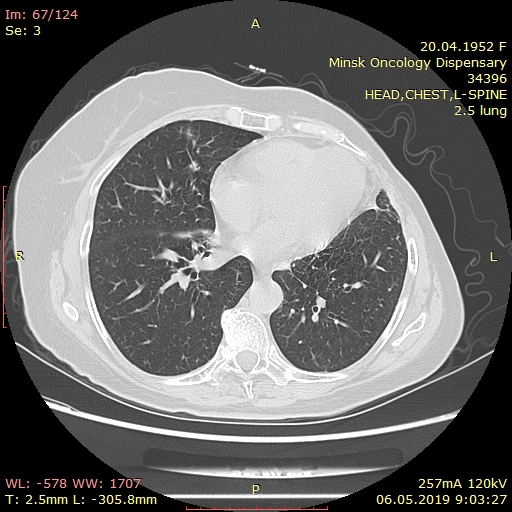 Im: 67/124
Se: 3
A
20.04.1952 F
Minsk Oncology Dispensary
34396
HEAD,CHEST,L-SPINE
2.5 lung
R
L
WL: -578 WW: 1707
T: 2.5mm L: -305.8mm
P
257mA 120kV
06.05.2019 9:03:27